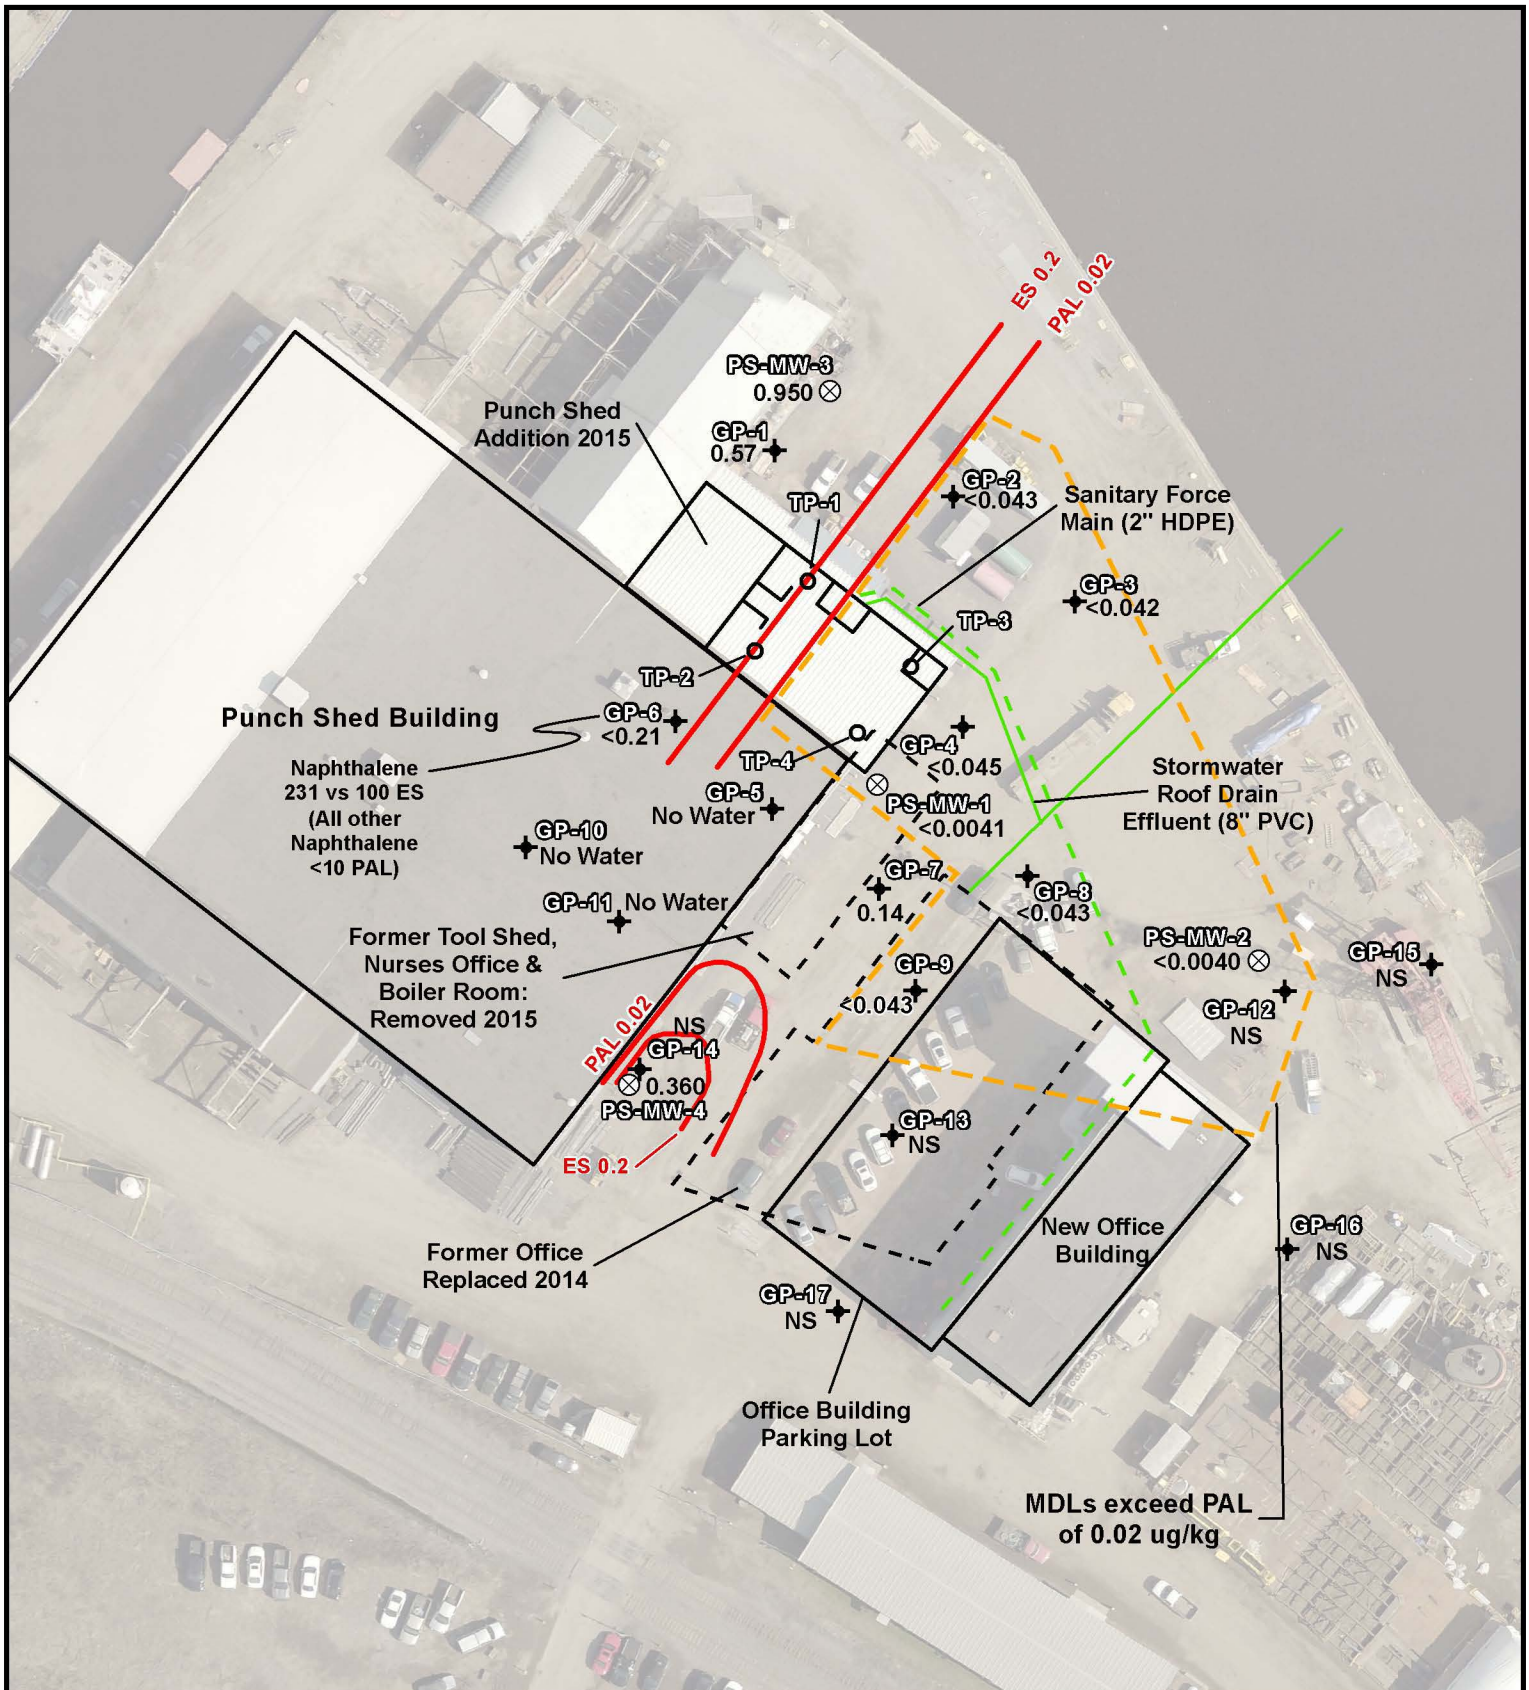 ES 0.2
PAL 0.02
PS-MW-3
0.950
Punch Shed
Addition 2015
GP-1
0.57
TP-1
GP-2
<0.043
Sanitary Force
Main (2" HDPE)
GP-3
<0.042
TP-3
TP-2
Punch Shed Building
GP-6
<0.21
GP-4
<0.045
TP-4
Naphthalene
231 vs 100 ES
(All other
Naphthalene
<10 PAL)
GP-5
No Water
PS-MW-1
<0.0041
Stormwater
Roof Drain
Effluent (8" PVC)
GP-10
No Water
GP-7
0.14
GP-8
<0.043
GP-11
No Water
Former Tool Shed,
Nurses Office &
Boiler Room:
Removed 2015
PS-MW-2
<0.0040
GP-15
NS
GP-9
<0.043
GP-12
NS
PAL 0.02
NS
GP-14
0.360
PS-MW-4
ES 0.2
GP-13
NS
Former Office
Replaced 2014
New Office
Building
GP-16
NS
GP-17
NS
Office Building
Parking Lot
MDLs exceed PAL
of 0.02 ug/kg